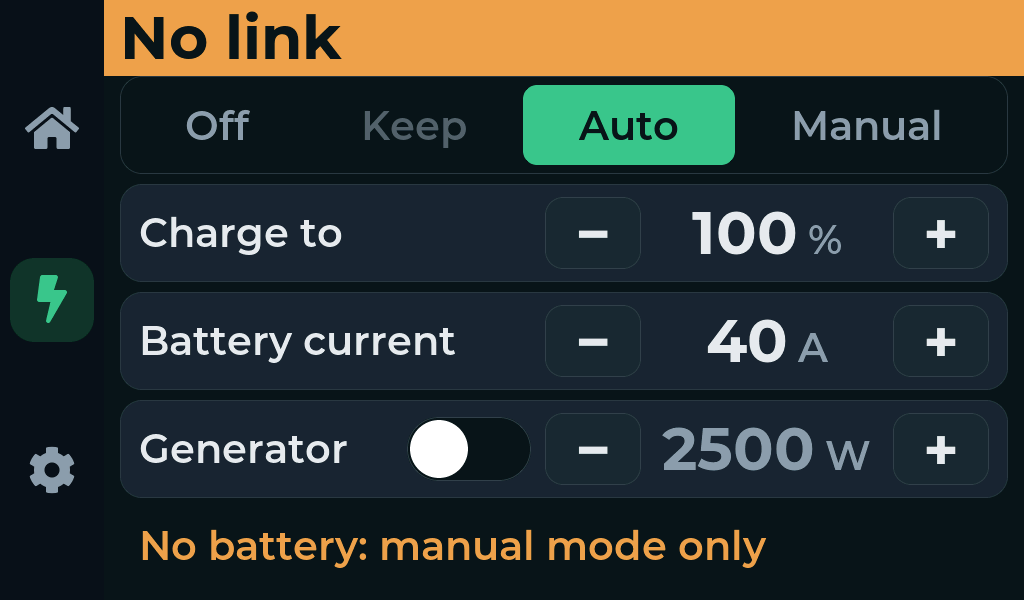 No link
Off Keep Auto Manual
Charge to − 100 % +
Battery current − 40 A +
Generator − 2500 W +
No battery: manual mode only